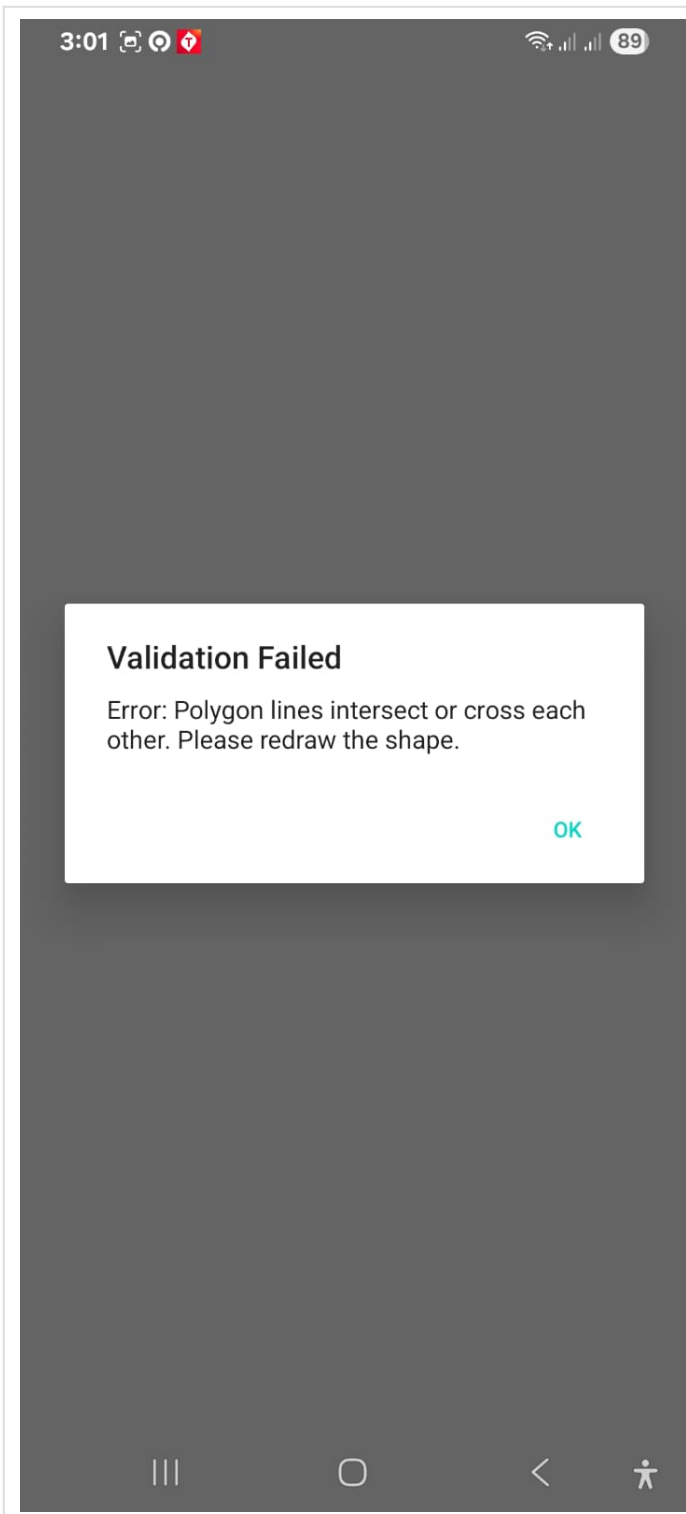 3:01
89
Validation Failed
Error: Polygon lines intersect or cross each
other. Please redraw the shape.
OK